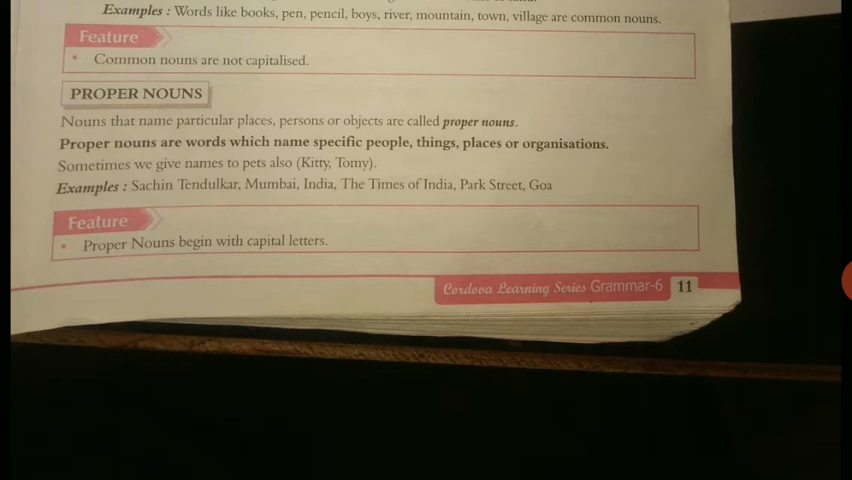 Examples : Words like books, pen, pencil, boys, river, mountain, town, village are common nouns.
Feature
• Common nouns are not capitalised.
PROPER NOUNS
Nouns that name particular places, persons or objects are called proper nouns.
Proper nouns are words which name specific people, things, places or organisations.
Sometimes we give names to pets also (Kitty, Tomy).
Examples : Sachin Tendulkar, Mumbai, India, The Times of India, Park Street, Goa
Feature
• Proper Nouns begin with capital letters.
Cordova Learning Series Grammar-6 11